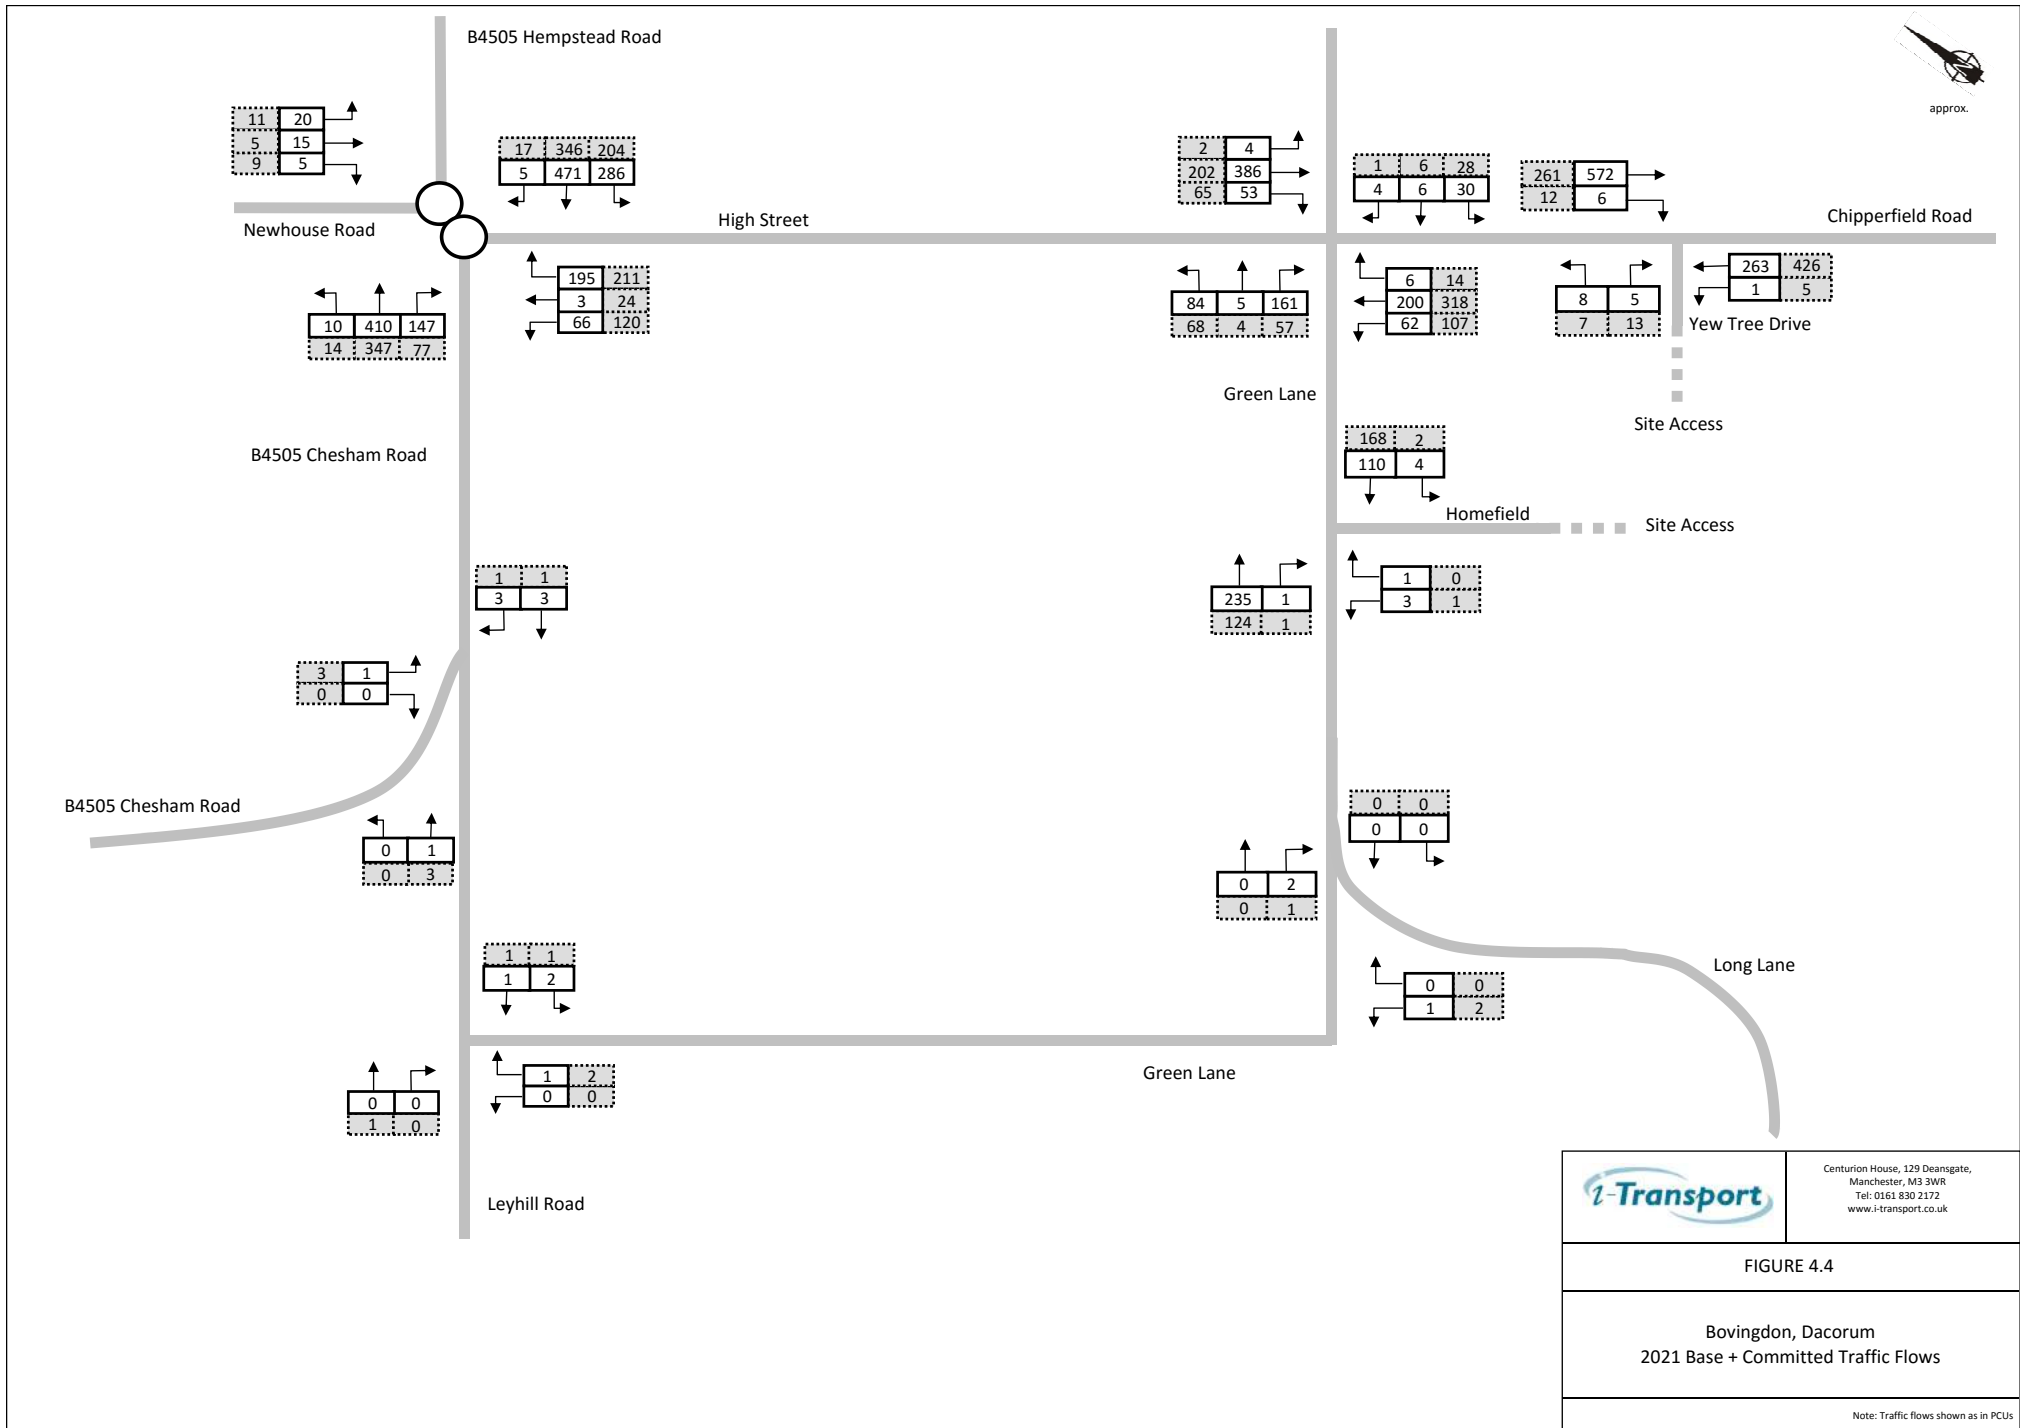 B4505 Hempstead Road
approx.
11 20
5 15
9 5
17 346 204
5 471 286
2 4
202 386
65 53
1 6 28
4 6 30
261 572
12 6
Newhouse Road
High Street
Chipperfield Road
195 211
3 24
66 120
10 410 147
14 347 77
84 5 161
68 4 57
6 14
200 318
62 107
8 5
7 13
263 426
1 5
Yew Tree Drive
Green Lane
Site Access
B4505 Chesham Road
168 2
110 4
Homefield
Site Access
1 1
3 3
235 1
124 1
1 0
3 1
3 1
0 0
B4505 Chesham Road
0 1
0 3
0 0
0 0
0 2
0 1
1 1
1 2
Long Lane
0 0
1 2
1 2
0 0
Green Lane
0 0
1 0
Leyhill Road
i-Transport
Centurion House, 129 Deansgate,
Manchester, M3 3WR
Tel: 0161 830 2172
www.i-transport.co.uk
FIGURE 4.4
Bovingdon, Dacorum
2021 Base + Committed Traffic Flows
Note: Traffic flows shown as in PCUs